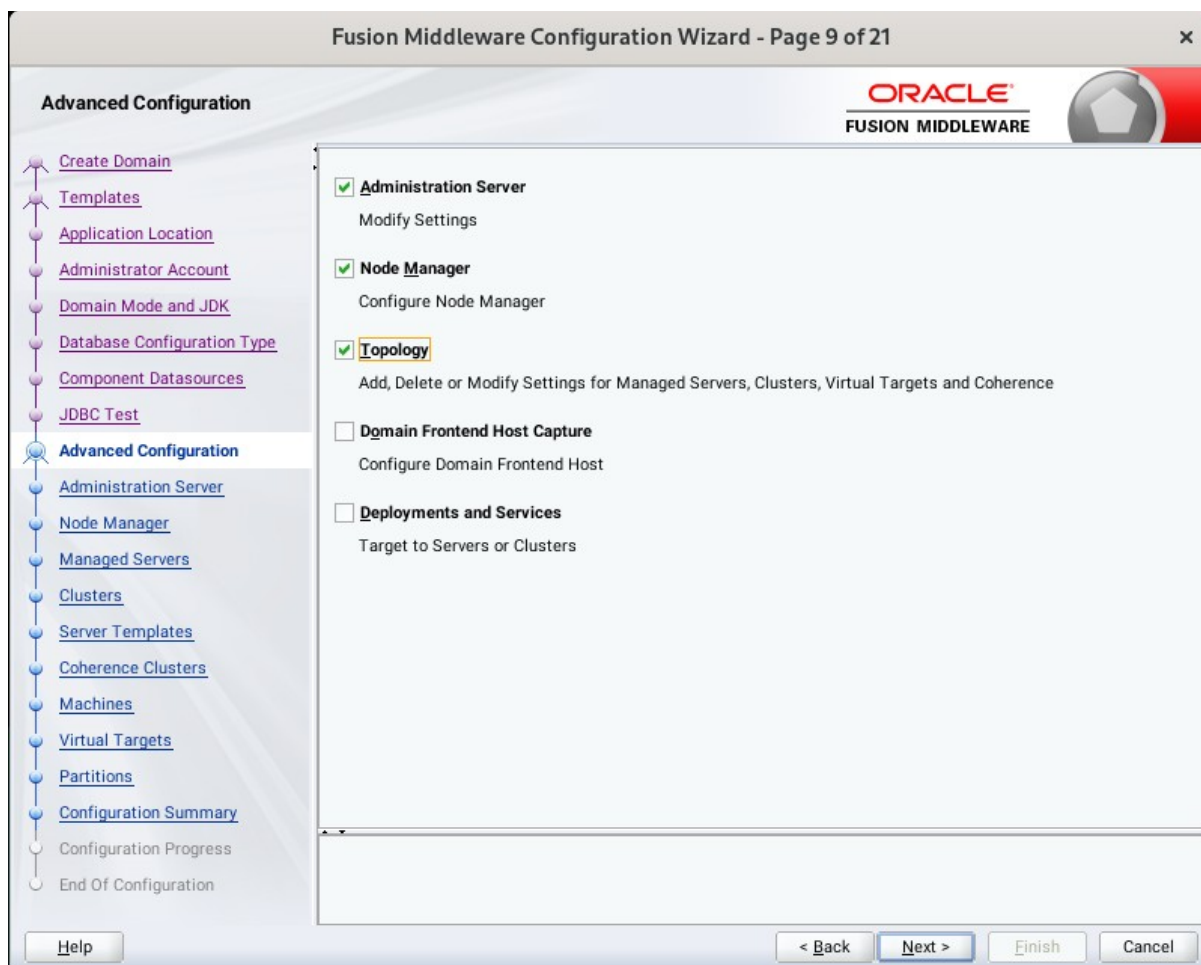 Fusion Middleware Configuration Wizard - Page 9 of 21
Advanced Configuration
ORACLE
FUSION MIDDLEWARE
Create Domain
Templates
Application Location
Administrator Account
Domain Mode and JDK
Database Configuration Type
Component Datasources
JDBC Test
Advanced Configuration
Administration Server
Node Manager
Managed Servers
Clusters
Server Templates
Coherence Clusters
Machines
Virtual Targets
Partitions
Configuration Summary
Configuration Progress
End Of Configuration
Administration Server
Modify Settings
Node Manager
Configure Node Manager
Topology
Add, Delete or Modify Settings for Managed Servers, Clusters, Virtual Targets and Coherence
Domain Frontend Host Capture
Configure Domain Frontend Host
Deployments and Services
Target to Servers or Clusters
Help
< Back
Next >
Finish
Cancel